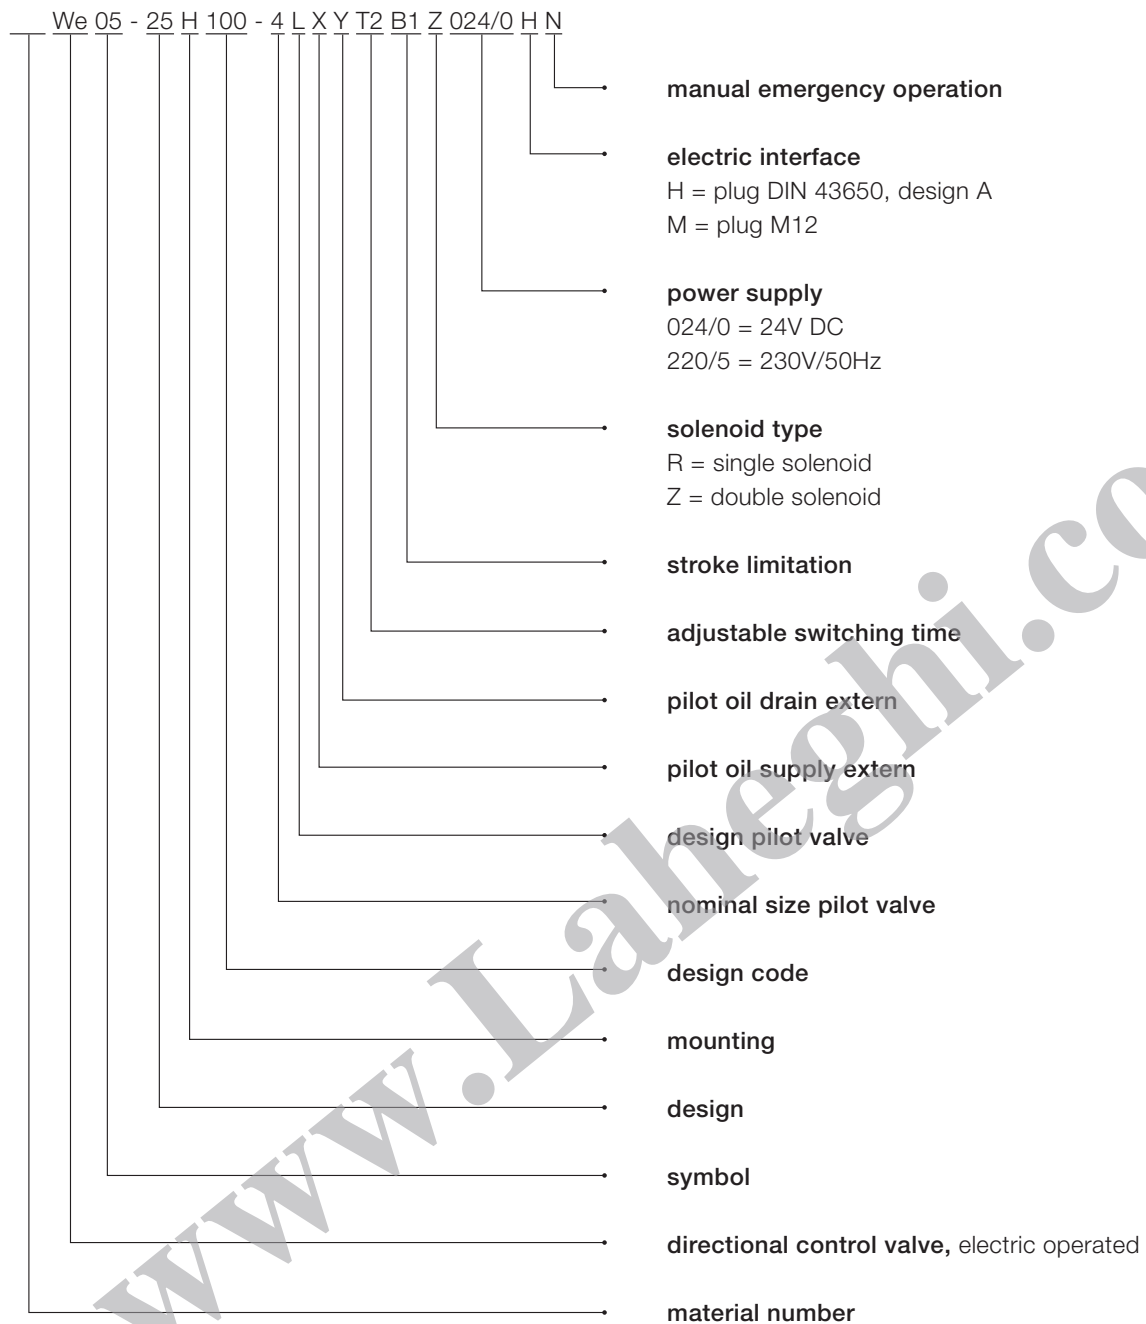 We 05 - 25 H 100 - 4 L X Y T2 B1 Z 024/0 H N
manual emergency operation
electric interface
H = plug DIN 43650, design A
M = plug M12
power supply
024/0 = 24V DC
220/5 = 230V/50Hz
solenoid type
R = single solenoid
Z = double solenoid
stroke limitation
adjustable switching time
pilot oil drain extern
pilot oil supply extern
design pilot valve
nominal size pilot valve
design code
mounting
design
symbol
directional control valve, electric operated
material number
www.Laheghi.co